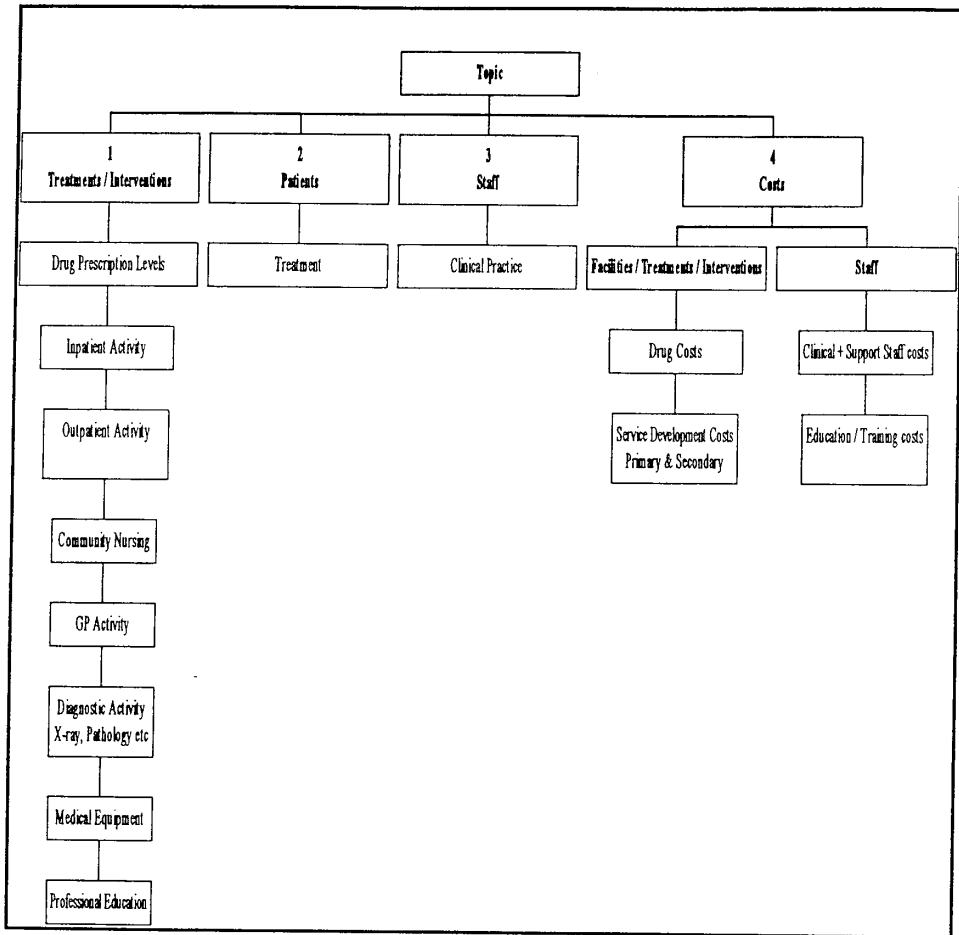 Topic
1
Treatments / Interventions
2
Patients
3
Staff
4
Costs
Drug Prescription Levels
Treatment
Clinical Practice
Facilities / Treatments / Interventions
Staff
Inpatient Activity
Drug Costs
Clinical + Support Staff costs
Outpatient Activity
Service Development Costs
Primary & Secondary
Education / Training costs
Community Nursing
GP Activity
Diagnostic Activity
X-ray, Pathology etc
Medical Equipment
Professional Education